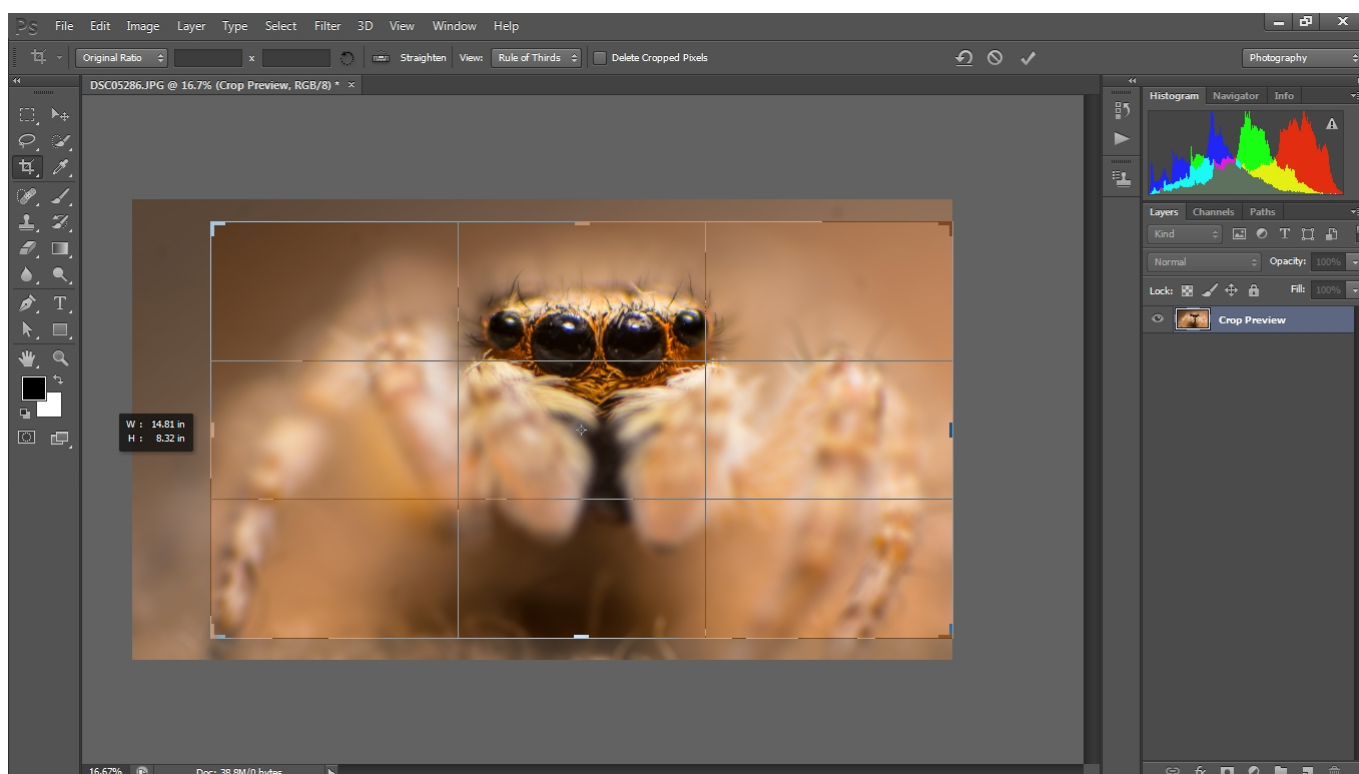 Ps File Edit Image Layer Type Select Filter 3D View Window Help
Original Ratio x Straighten View: Rule of Thirds Delete Cropped Pixels Photography
DSC05286.JPG @ 16.7% (Crop Preview, RGB/8) * ×
Histogram Navigator Info
Layers Channels Paths
Kind T
Normal Opacity: 100%
Lock: Fill: 100%
Crop Preview
T
W : 14.81 in
H : 8.32 in
16.67% Doc: 38.8M/0 bytes
fx